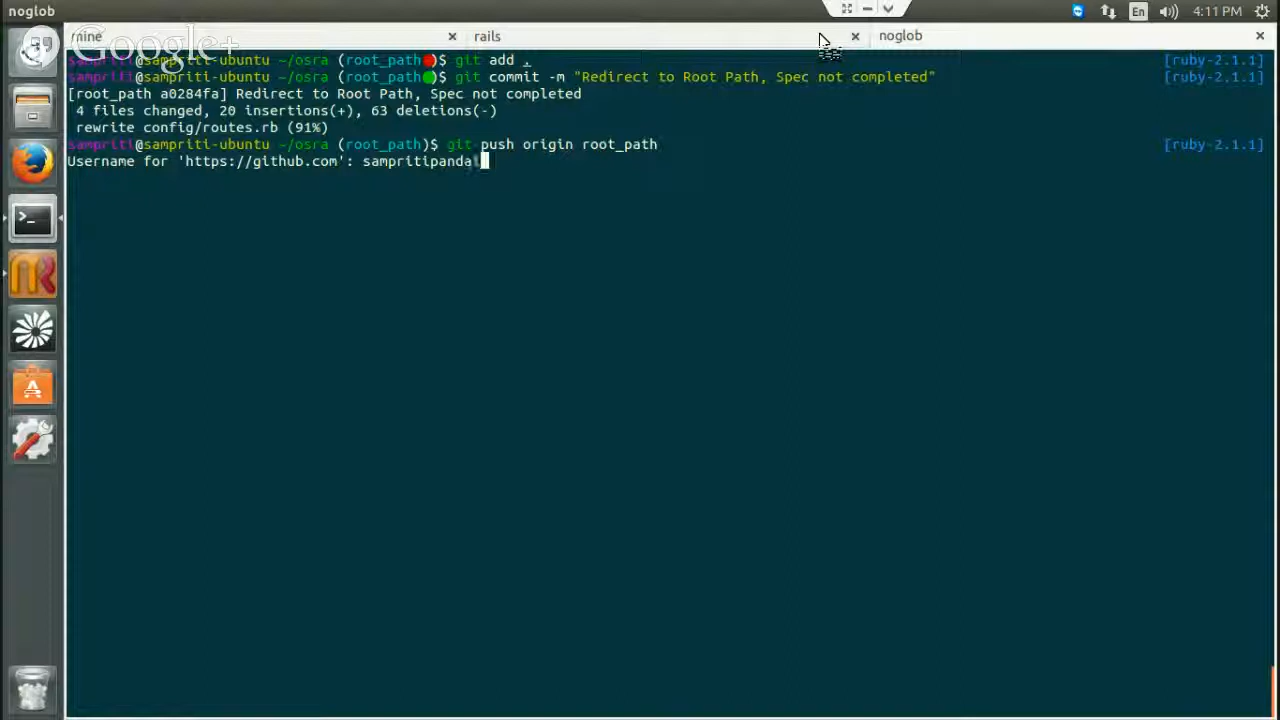 noglob
En
4:11 PM
Google+
mine
rails
noglob
sampriti@sampriti-ubuntu ~/osra (root_path)$ git add . [ruby-2.1.1]
sampriti@sampriti-ubuntu ~/osra (root_path)$ git commit -m "Redirect to Root Path, Spec not completed" [ruby-2.1.1]
[root_path a0284fa] Redirect to Root Path, Spec not completed
4 files changed, 20 insertions(+), 63 deletions(-)
rewrite config/routes.rb (91%)
sampriti@sampriti-ubuntu ~/osra (root_path)$ git push origin root_path [ruby-2.1.1]
Username for 'https://github.com': sampritipanda